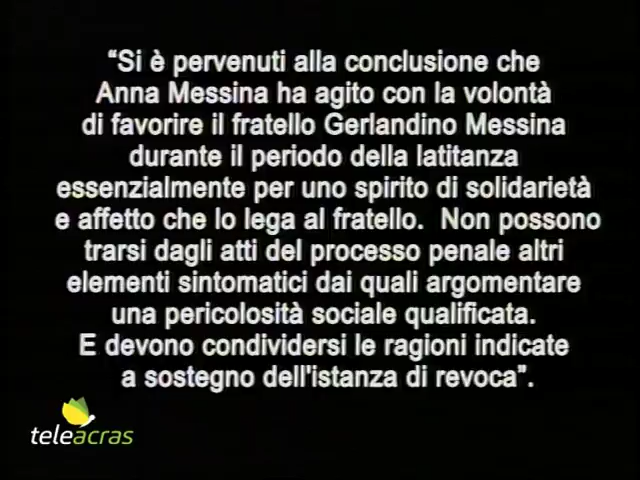 “Si è pervenuti alla conclusione che
Anna Messina ha agito con la volontà
di favorire il fratello Gerlandino Messina
durante il periodo della latitanza
essenzialmente per uno spirito di solidarietà
e affetto che lo lega al fratello.  Non possono
trarsi dagli atti del processo penale altri
elementi sintomatici dai quali argomentare
una pericolosità sociale qualificata.
E devono condividersi le ragioni indicate
a sostegno dell'istanza di revoca”.
teleacras